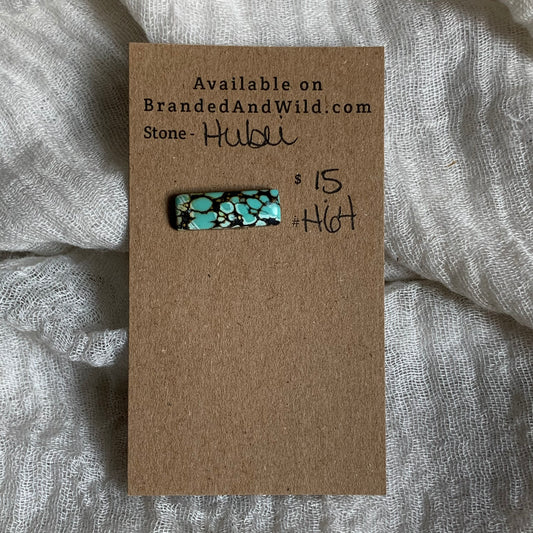 Available on
BrandedAndWild.com
Stone - Hubei
$ 15
# H64